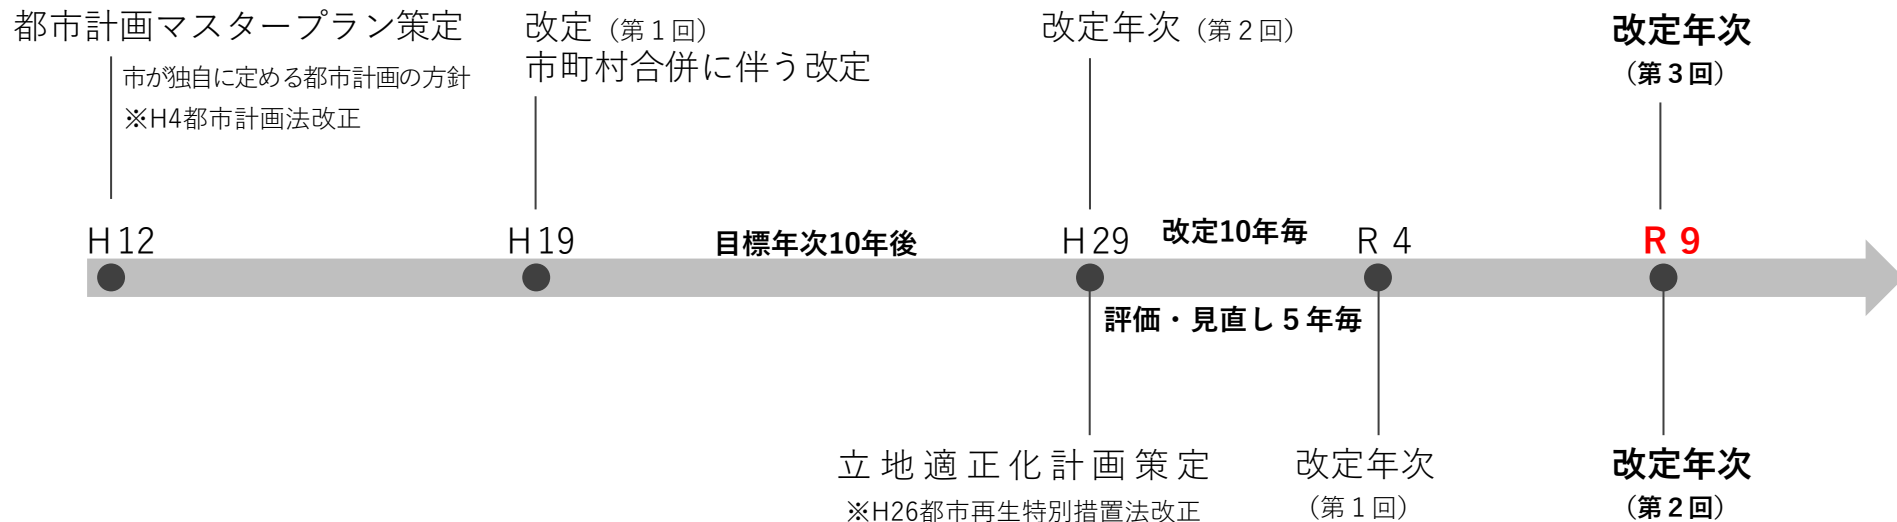 都市計画マスタープラン策定
市が独自に定める都市計画の方針
※H4都市計画法改正
改定（第１回）
市町村合併に伴う改定
改定年次（第２回）
改定年次
（第３回）
H12
H19
目標年次10年後
H29
改定10年毎
R 4
R 9
評価・見直し５年毎
立地適正化計画策定
※H26都市再生特別措置法改正
改定年次
（第１回）
改定年次
（第２回）